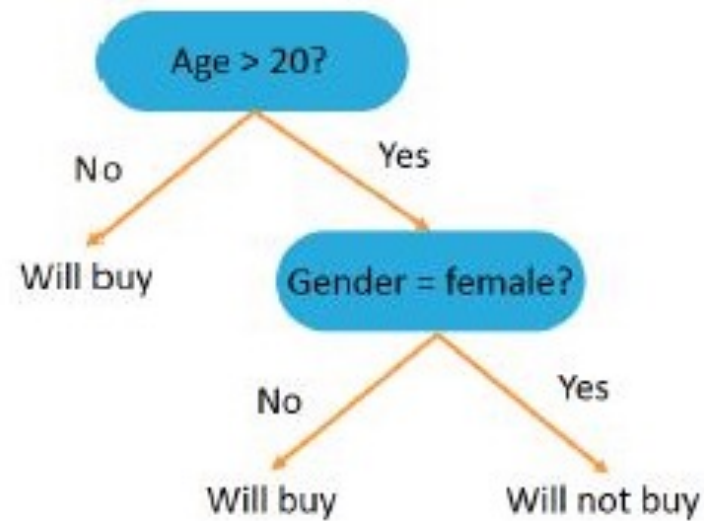 Age > 20?
No
Yes
Will buy
Gender = female?
No
Yes
Will buy
Will not buy